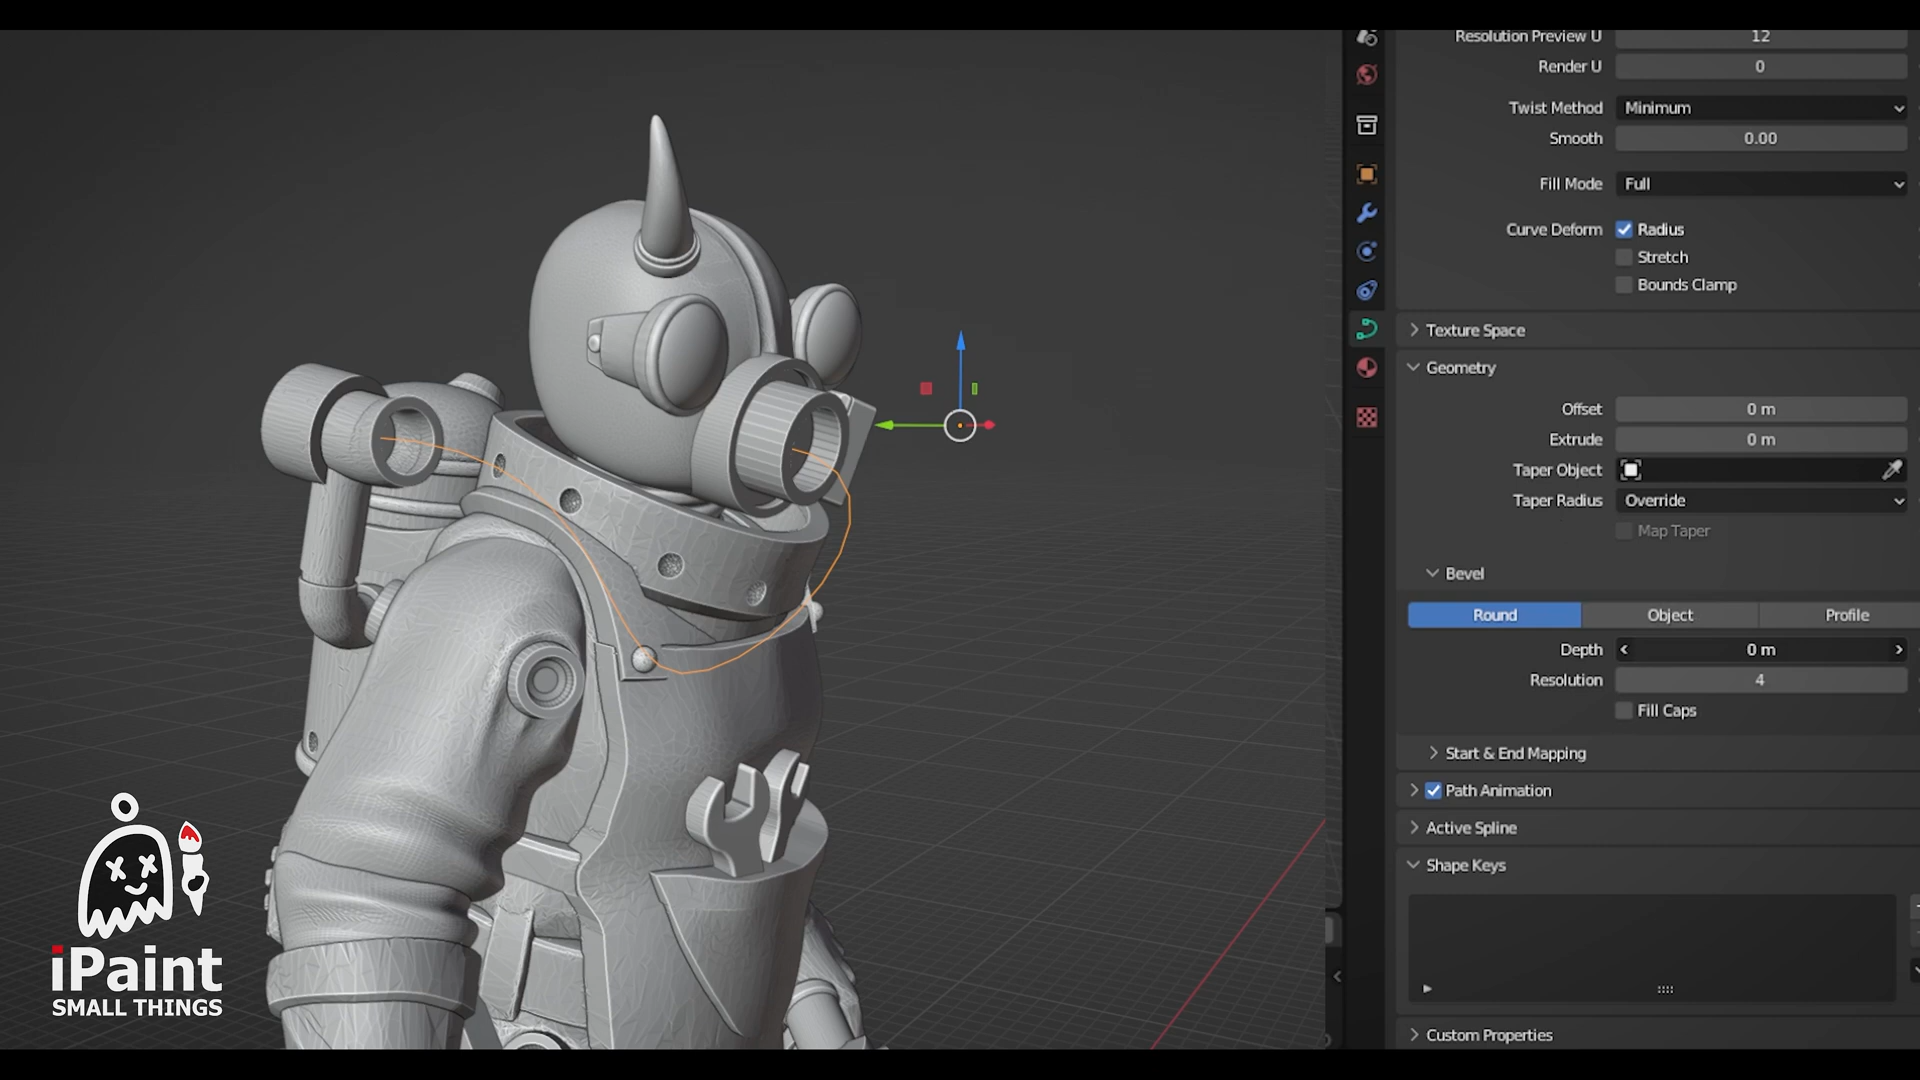 Resolution Preview U 12
Render U 0
Twist Method Minimum
Smooth 0.00
Fill Mode Full
Curve Deform Radius
Stretch
Bounds Clamp
Texture Space
Geometry
Offset 0 m
Extrude 0 m
Taper Object
Taper Radius Override
Map Taper
Bevel
Round Object Profile
Depth 0 m
Resolution 4
Fill Caps
Start & End Mapping
Path Animation
Active Spline
Shape Keys
Custom Properties
iPaint
SMALL THINGS